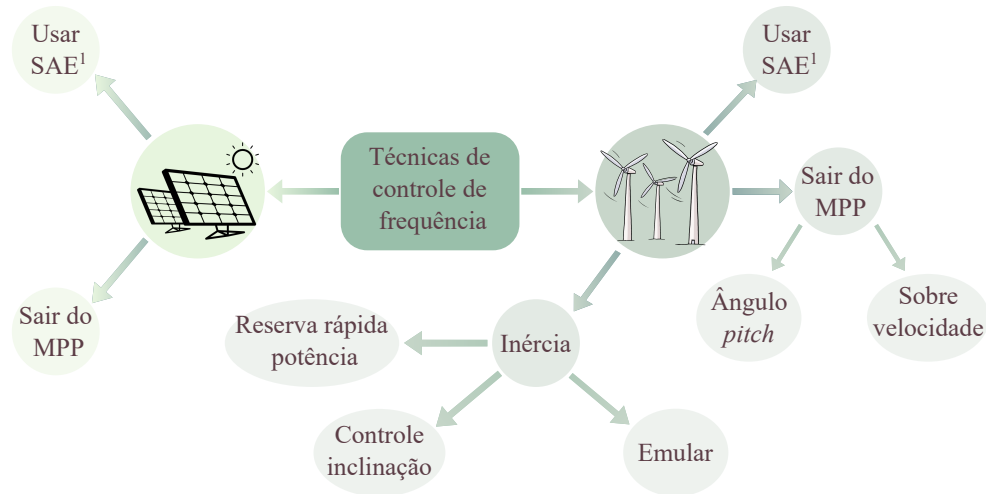 Usar
SAE¹
Usar
SAE¹
Técnicas de
controle de
frequência
Sair do
MPP
Sair do
MPP
Ângulo
pitch
Sobre
velocidade
Reserva rápida
potência
Inércia
Controle
inclinação
Emular